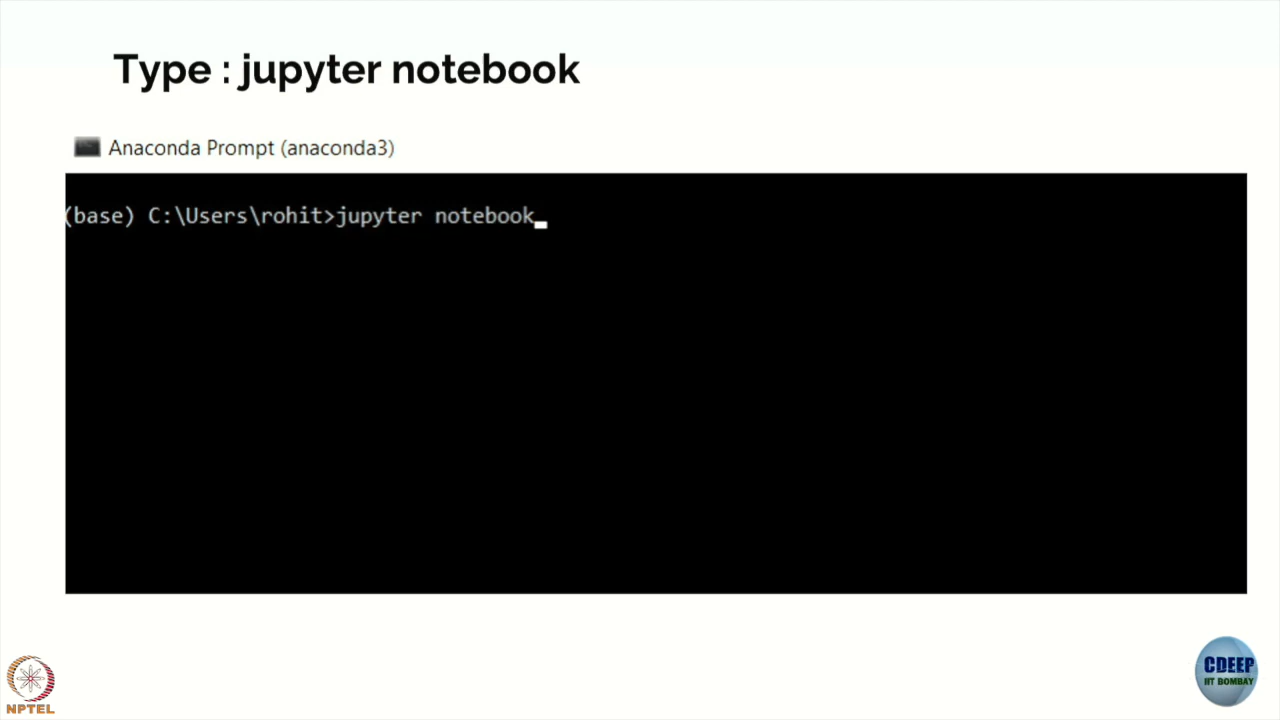 Type : jupyter notebook
Anaconda Prompt (anaconda3)
(base) C:\Users\rohit>jupyter notebook
NPTEL
CDEEP
IIT BOMBAY